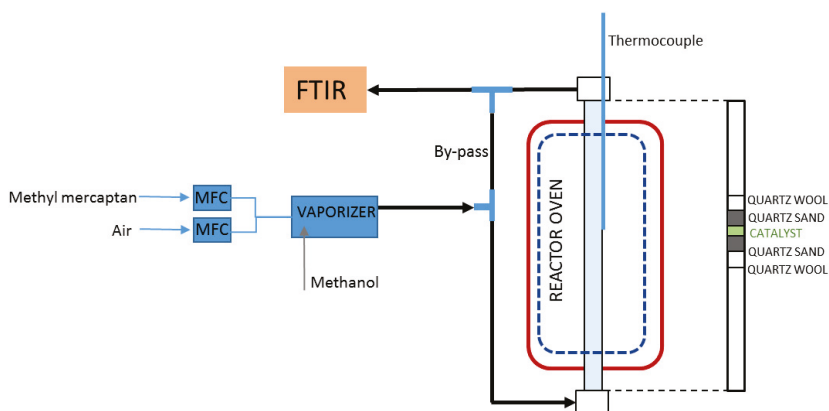 Thermocouple
FTIR
By-pass
Methyl mercaptan
MFC
VAPORIZER
Air
MFC
Methanol
REACTOR OVEN
QUARTZ WOOL
QUARTZ SAND
CATALYST
QUARTZ SAND
QUARTZ WOOL